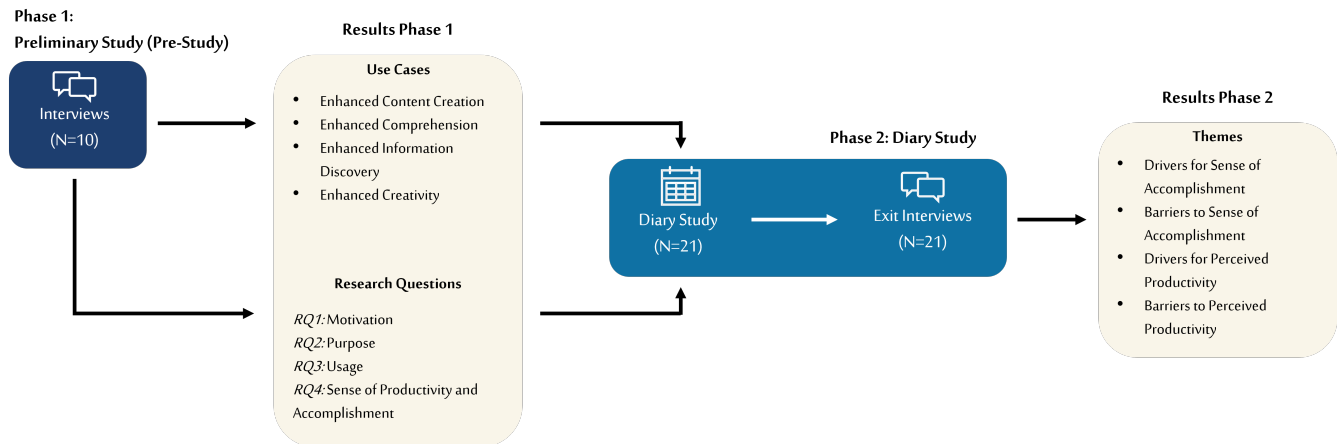 Phase 1:
Preliminary Study (Pre-Study)
Interviews
(N=10)
Results Phase 1
Use Cases
• Enhanced Content Creation
• Enhanced Comprehension
• Enhanced Information
Discovery
• Enhanced Creativity
Research Questions
RQ1: Motivation
RQ2: Purpose
RQ3: Usage
RQ4: Sense of Productivity and
Accomplishment
Phase 2: Diary Study
Diary Study
(N=21)
Exit Interviews
(N=21)
Results Phase 2
Themes
• Drivers for Sense of
Accomplishment
• Barriers to Sense of
Accomplishment
• Drivers for Perceived
Productivity
• Barriers to Perceived
Productivity